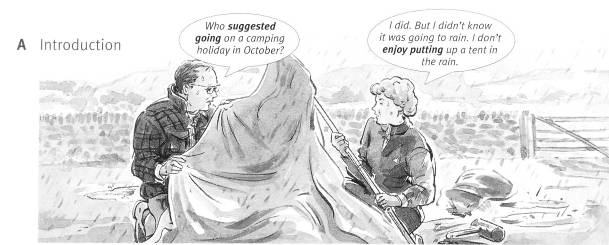 A Introduction
Who suggested
going on a camping
holiday in October?
I did. But I didn't know
it was going to rain. I don't
enjoy putting up a tent in
the rain.